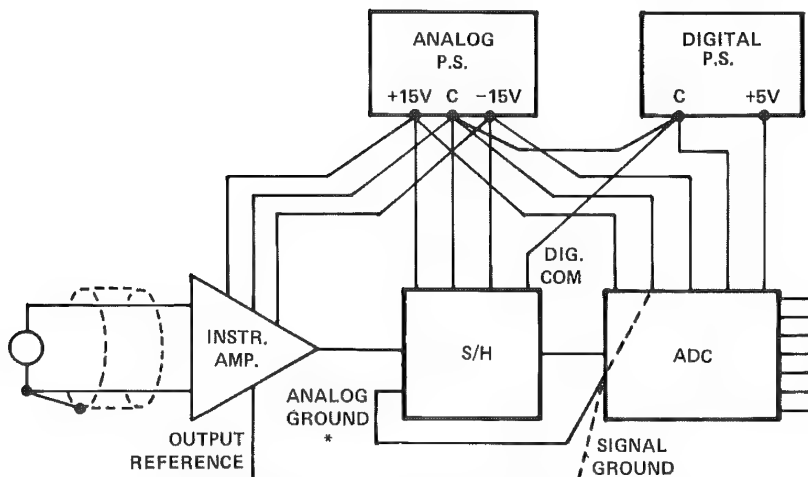 ANALOG
P.S.
+15V C -15V
DIGITAL
P.S.
C +5V
DIG.
COM
INSTR.
AMP.
S/H
ADC
ANALOG
GROUND
*
OUTPUT
REFERENCE
SIGNAL
GROUND